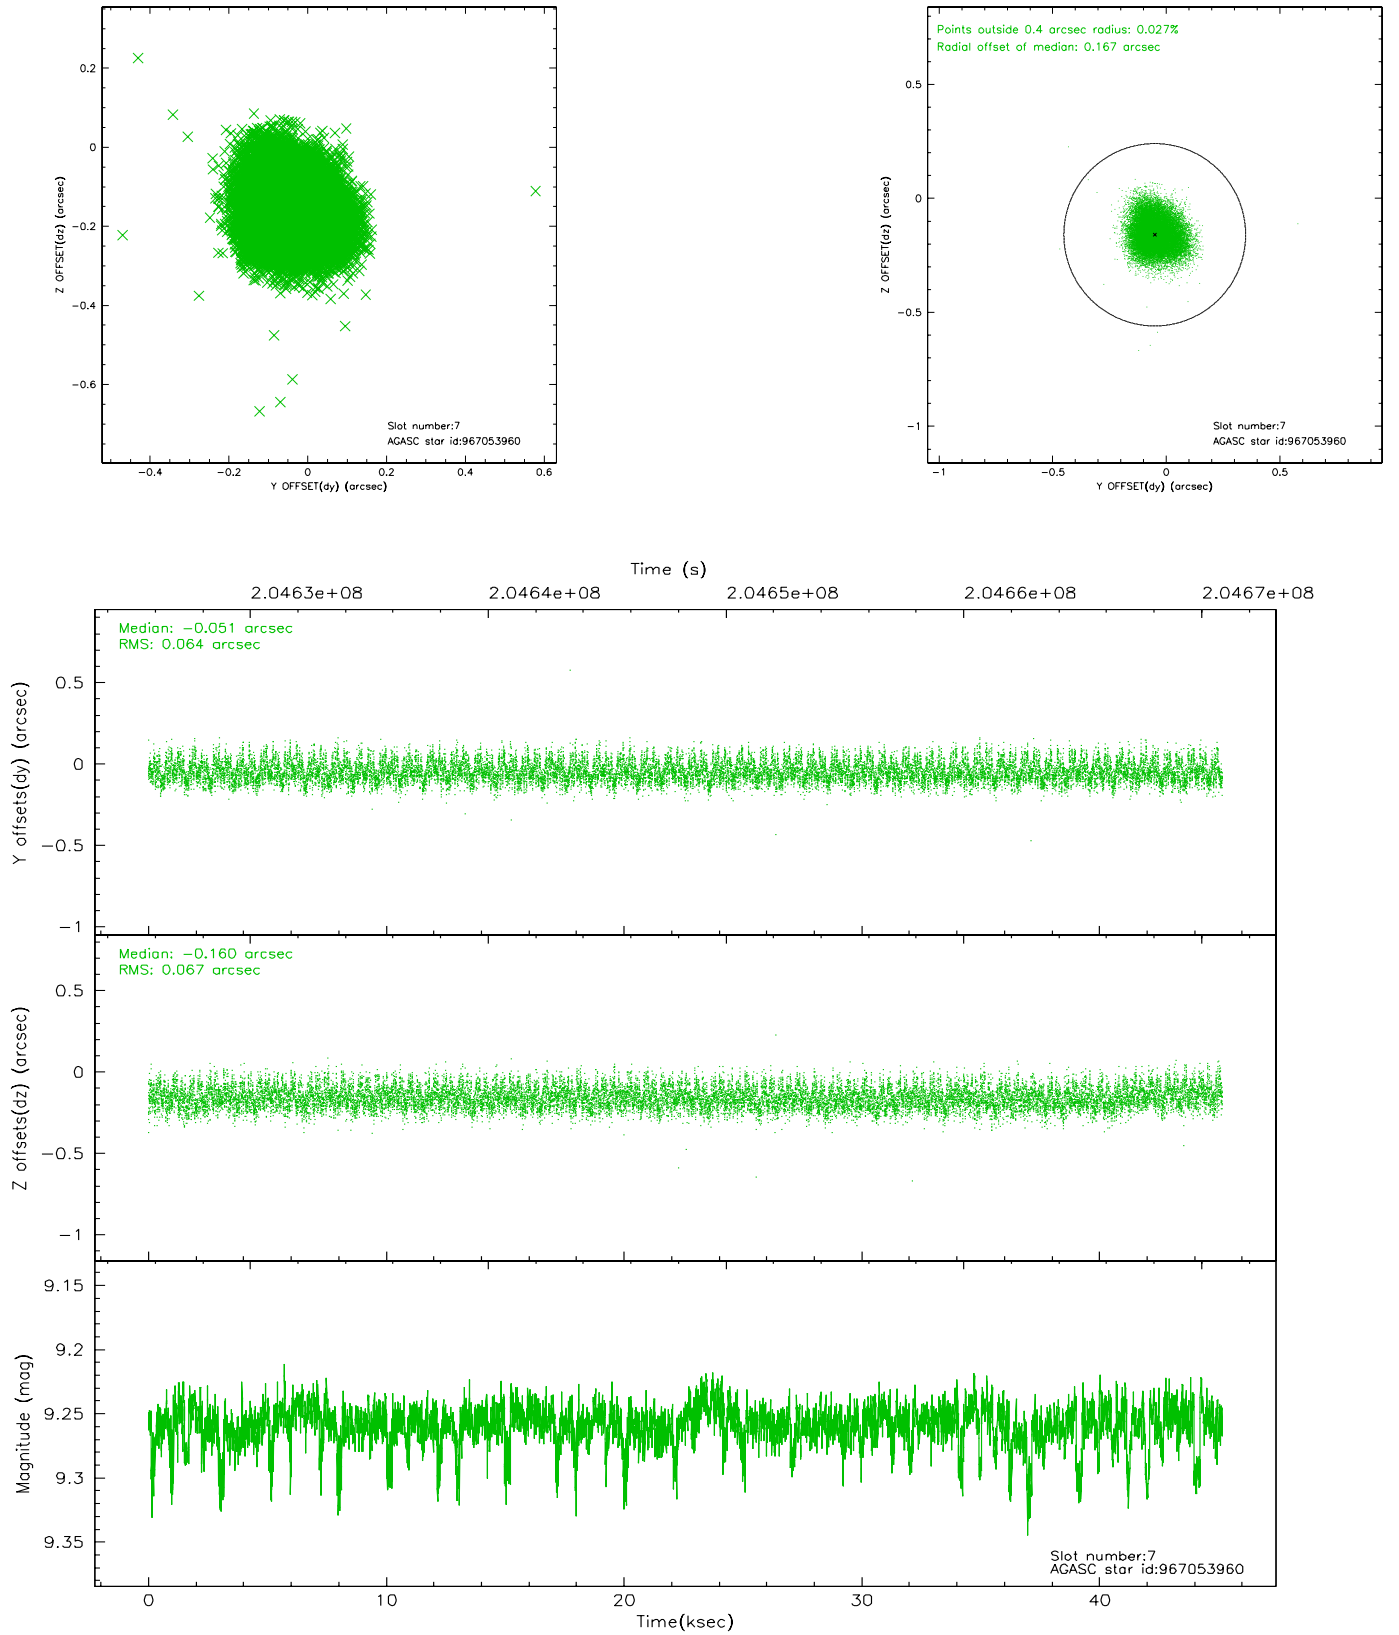 0.2
0
−0.2
−0.4
−0.6
Z OFFSET(dz) (arcsec)
Slot number:7
AGASC star id:967053960
−0.4
−0.2
0
0.2
0.4
0.6
Y OFFSET(dy) (arcsec)
Points outside 0.4 arcsec radius: 0.027%
Radial offset of median: 0.167 arcsec
0.5
0
−0.5
−1
Z OFFSET(dz) (arcsec)
Slot number:7
AGASC star id:967053960
−1
−0.5
0
0.5
Y OFFSET(dy) (arcsec)
Time (s)
2.0463e+08
2.0464e+08
2.0465e+08
2.0466e+08
2.0467e+08
Median: −0.051 arcsec
RMS: 0.064 arcsec
0.5
0
−0.5
−1
Y offsets(dy) (arcsec)
Median: −0.160 arcsec
RMS: 0.067 arcsec
0.5
0
−0.5
−1
Z offsets(dz) (arcsec)
9.15
9.2
9.25
9.3
9.35
Magnitude (mag)
Slot number:7
AGASC star id:967053960
0
10
20
30
40
Time(ksec)